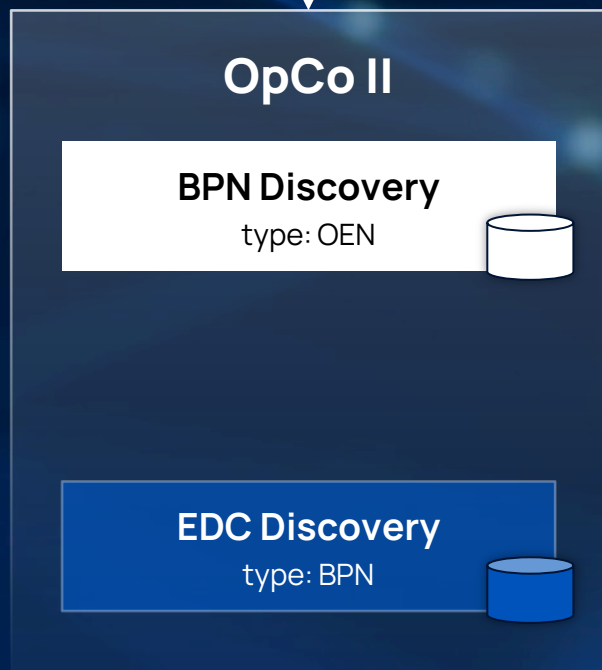 OpCo II
BPN Discovery
type: OEN
EDC Discovery
type: BPN